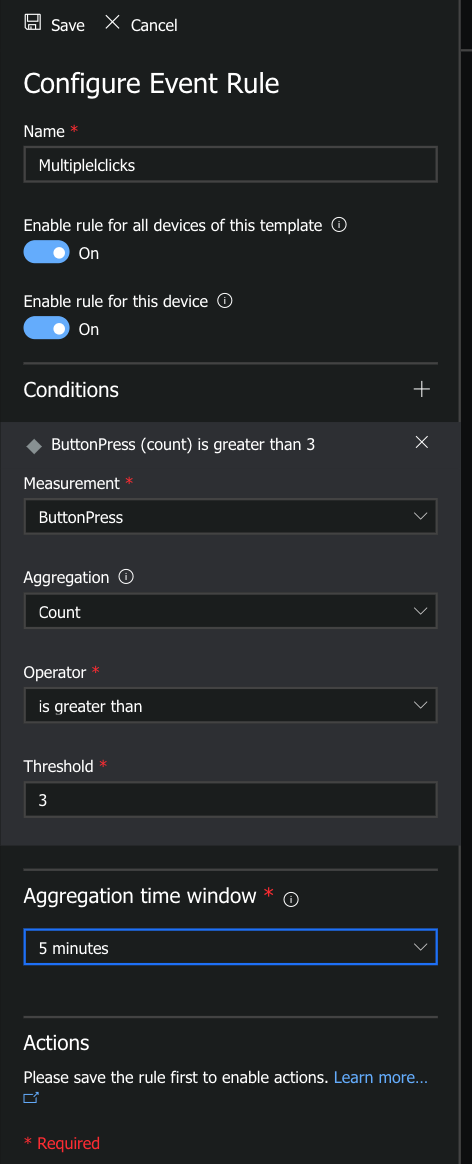 Save Cancel
Configure Event Rule
Name *
Multiplelclicks
Enable rule for all devices of this template
On
Enable rule for this device
On
Conditions
ButtonPress (count) is greater than 3
Measurement *
ButtonPress
Aggregation
Count
Operator *
is greater than
Threshold *
3
Aggregation time window *
5 minutes
Actions
Please save the rule first to enable actions. Learn more...
* Required